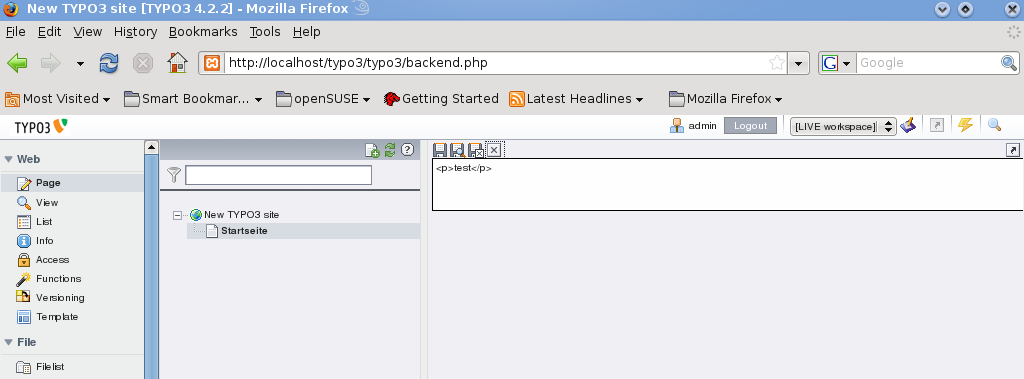 New TYPO3 site [TYPO3 4.2.2] - Mozilla Firefox
File Edit View History Bookmarks Tools Help
http://localhost/typo3/typo3/backend.php
Google
Most Visited Smart Bookmar... openSUSE Getting Started Latest Headlines Mozilla Firefox
TYPO3 admin Logout [LIVE workspace]
Web
Page
View
List
Info
Access
Functions
Versioning
Template
File
Filelist
New TYPO3 site
Startseite
<p>test</p>